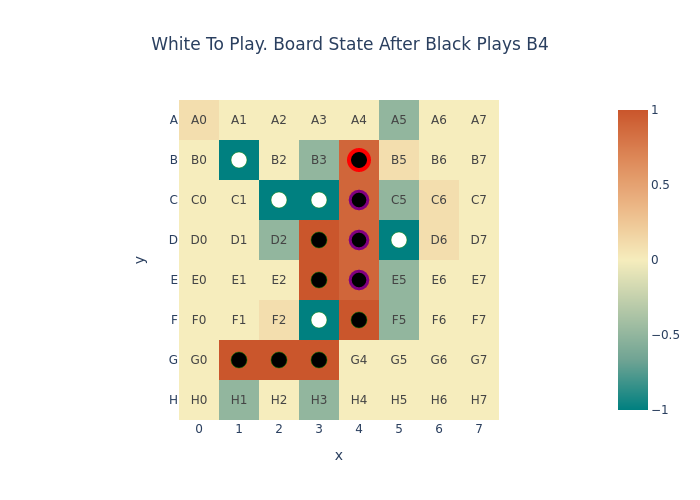 White To Play. Board State After Black Plays B4
A A0 A1 A2 A3 A4 A5 A6 A7 1
B B0 B2 B3 B5 B6 B7
C C0 C1 C5 C6 C7 0.5
D D0 D1 D2 D6 D7
y 0
E E0 E1 E2 E5 E6 E7
F F0 F1 F2 F5 F6 F7 −0.5
G G0 G4 G5 G6 G7
H H0 H1 H2 H3 H4 H5 H6 H7 −1
0 1 2 3 4 5 6 7
x